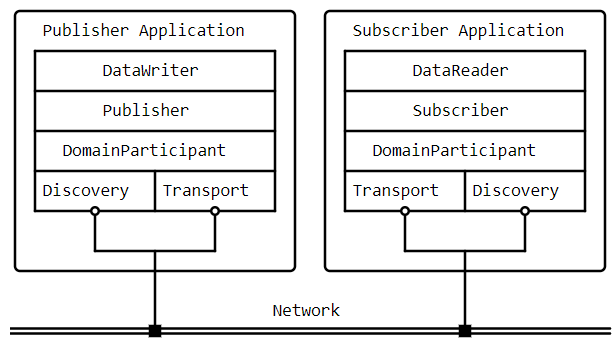 Publisher Application
DataWriter
Publisher
DomainParticipant
Discovery Transport
Subscriber Application
DataReader
Subscriber
DomainParticipant
Transport Discovery
Network